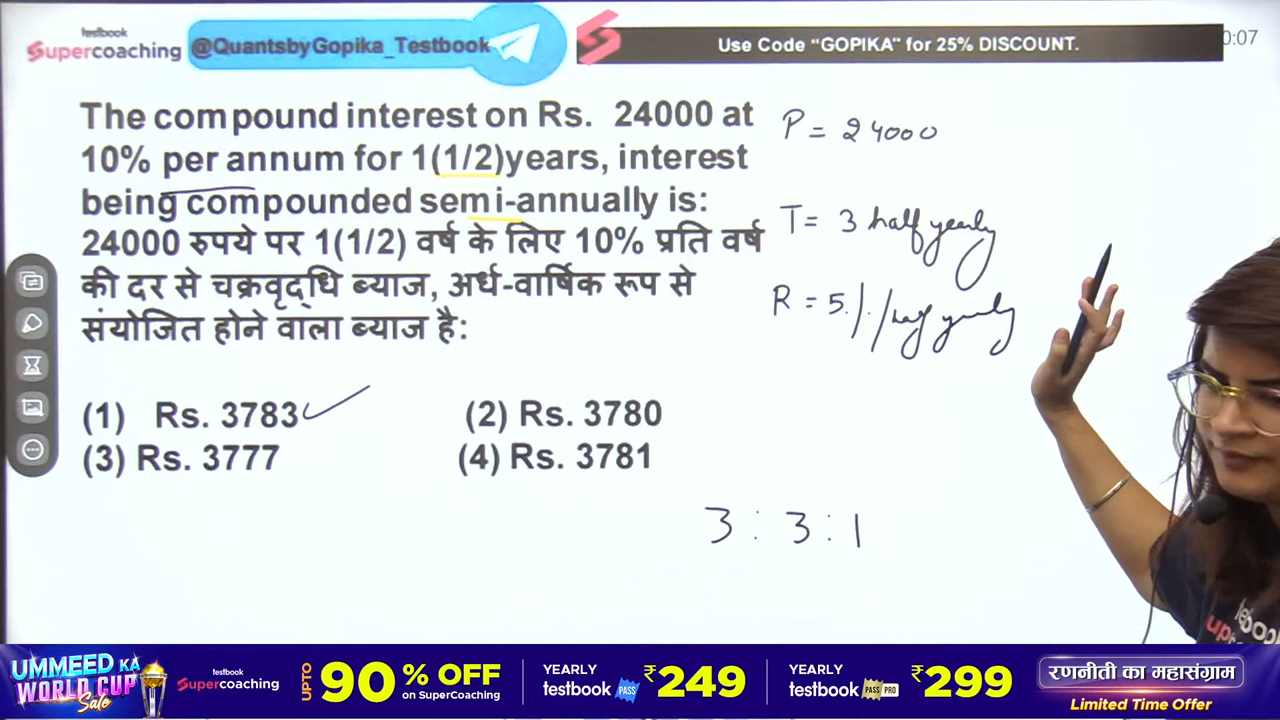 testbook
Supercoaching
@QuantsbyGopika_Testbook
Use Code "GOPIKA" for 25% DISCOUNT.
0:07
The compound interest on Rs. 24000 at
10% per annum for 1(1/2)years, interest
being compounded semi-annually is:
24000 रुपये पर 1(1/2) वर्ष के लिए 10% प्रति वर्ष
की दर से चक्रवृद्धि ब्याज, अर्ध-वार्षिक रूप से
संयोजित होने वाला ब्याज है:
(1) Rs. 3783
(2) Rs. 3780
(3) Rs. 3777
(4) Rs. 3781
P = 24000
T = 3 half yearly
R = 5%/half yearly
3 : 3 : 1
UMMEED KA
WORLD CUP
Sale
testbook
Supercoaching
UPTO
90% OFF
on SuperCoaching
YEARLY
testbook PASS
₹249
YEARLY
testbook PASS PRO
₹299
रणनीती का महासंग्राम
Limited Time Offer